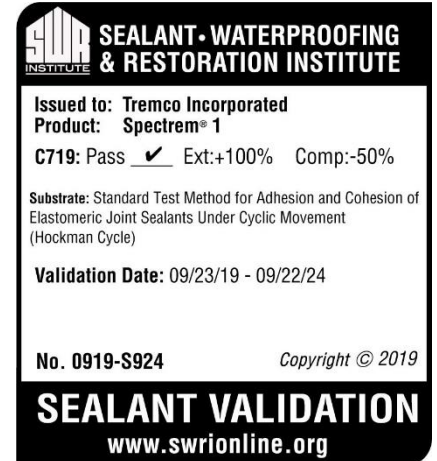 SWR
INSTITUTE
SEALANT • WATERPROOFING
& RESTORATION INSTITUTE
Issued to: Tremco Incorporated
Product: Spectrem® 1
C719: Pass ✔ Ext:+100% Comp:-50%
Substrate: Standard Test Method for Adhesion and Cohesion of
Elastomeric Joint Sealants Under Cyclic Movement
(Hockman Cycle)
Validation Date: 09/23/19 - 09/22/24
No. 0919-S924 Copyright © 2019
SEALANT VALIDATION
www.swrionline.org